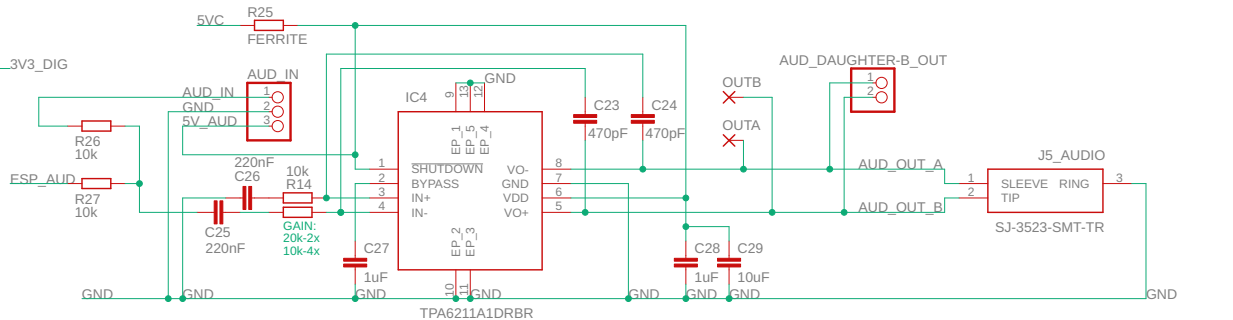 5VC
R25
FERRITE
3V3_DIG
AUD_IN
AUD_IN
1
GND
2
5V_AUD
3
R26
10k
ESP_AUD
R27
10k
220nF
C26
C25
220nF
10k
R14
GAIN:
20k-2x
10k-4x
IC4
9
13
12
GND
EP_1
EP_5
EP_4
1
SHUTDOWN
2
BYPASS
3
IN+
4
IN-
VO-
8
GND
7
VDD
6
VO+
5
EP_2
EP_3
10
11
TPA6211A1DRBR
C27
1uF
C23
470pF
C24
470pF
C28
1uF
C29
10uF
OUTB
OUTA
AUD_DAUGHTER-B_OUT
1
2
AUD_OUT_A
AUD_OUT_B
J5_AUDIO
1
SLEEVE
RING
3
2
TIP
SJ-3523-SMT-TR
GND
GND
GND
GND
GND
GND
GND
GND